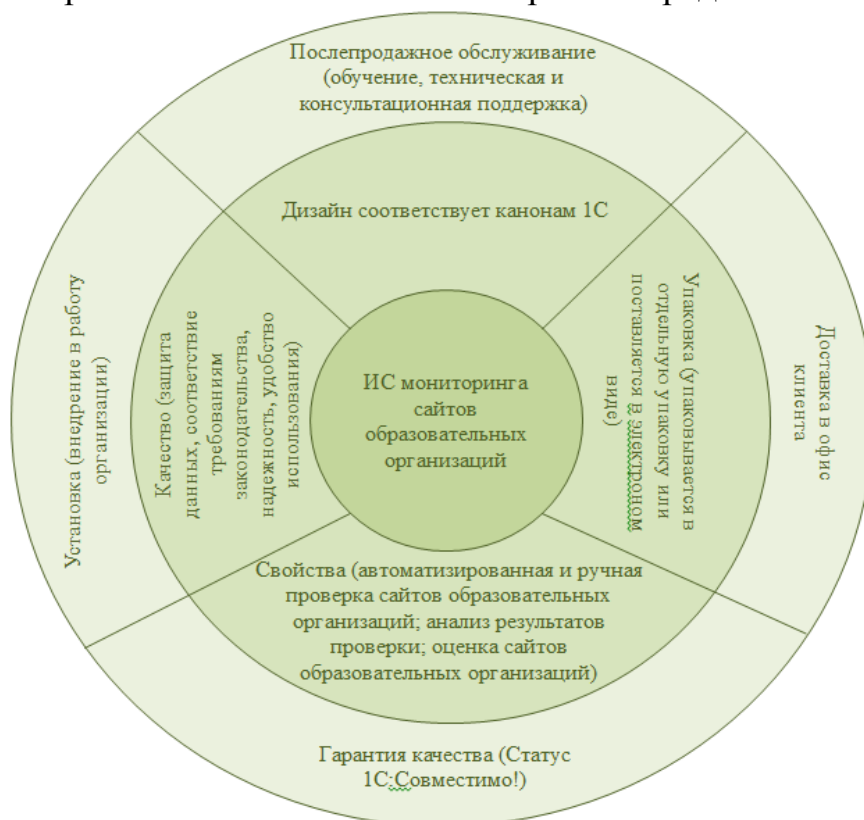 Послепродажное обслуживание
(обучение, техническая и
консультационная поддержка)
Дизайн соответствует канонам 1С
Установка (внедрение в работу
организации)
Качество (защита
данных, соответствие
требованиям
законодательства,
надежность, удобство
использования)
ИС мониторинга
сайтов
образовательных
организаций
Упаковка (упаковывается в
отдельную упаковку или
поставляется в электроном
виде)
Доставка в офис
клиента
Свойства (автоматизированная и ручная
проверка сайтов образовательных
организаций; анализ результатов
проверки; оценка сайтов
образовательных организаций)
Гарантия качества (Статус
1С:Совместимо!)